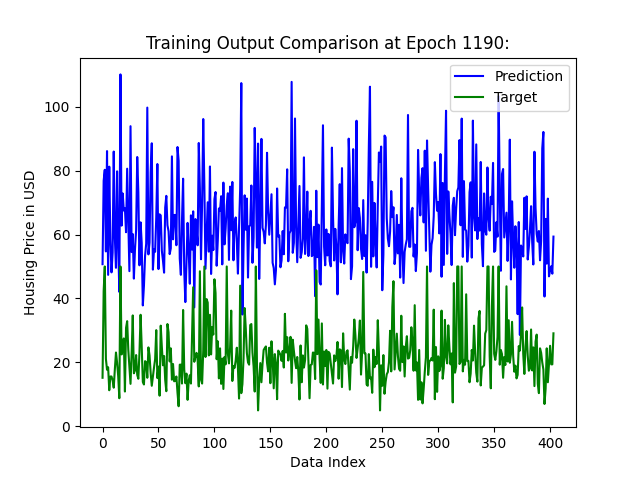 Training Output Comparison at Epoch 1190:
Prediction
Target
Housing Price in USD
100
80
60
40
20
0
0 50 100 150 200 250 300 350 400
Data Index